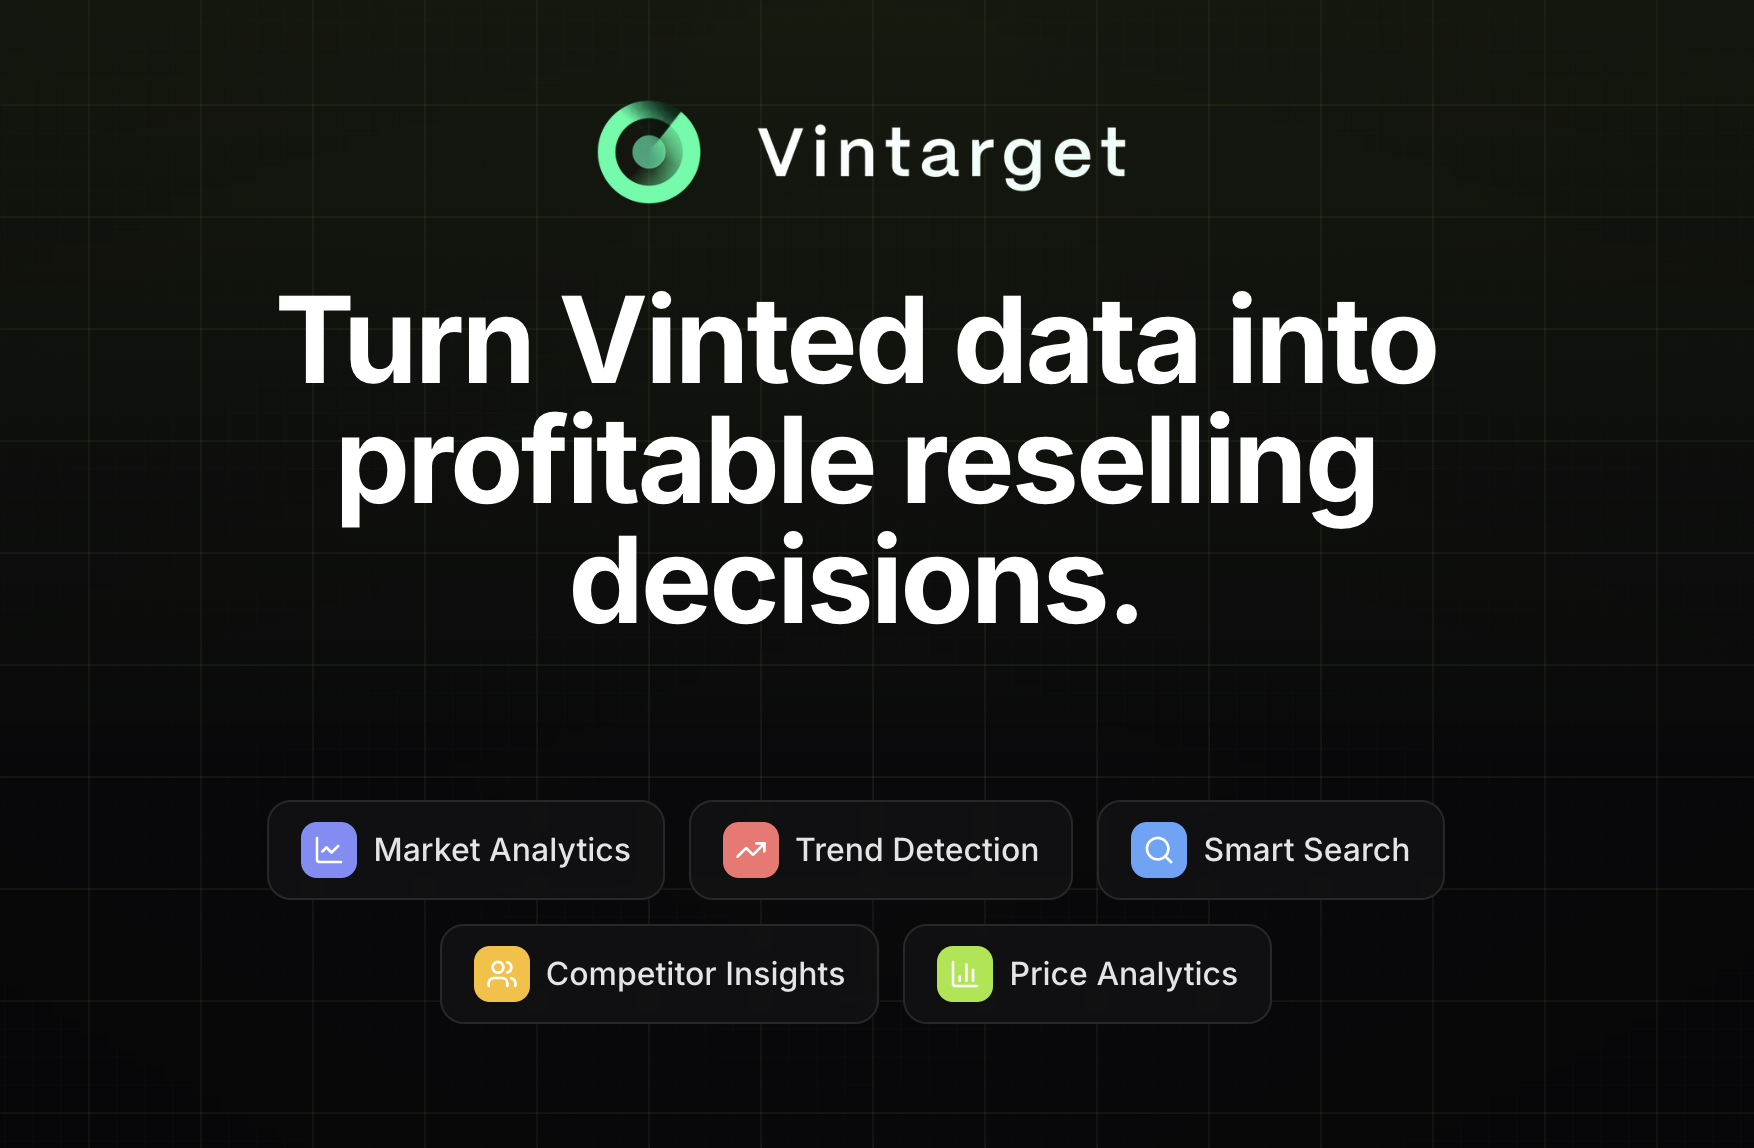 Vintarget
Turn Vinted data into
profitable reselling
decisions.
Market Analytics
Trend Detection
Smart Search
Competitor Insights
Price Analytics